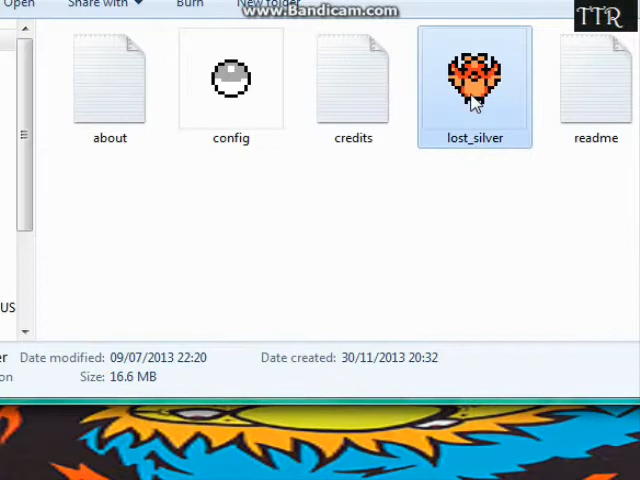 Open Share with Burn New folder
www.Bandicam.com
TTR
about config credits lost_silver readme
US
er Date modified: 09/07/2013 22:20 Date created: 30/11/2013 20:32
on Size: 16.6 MB